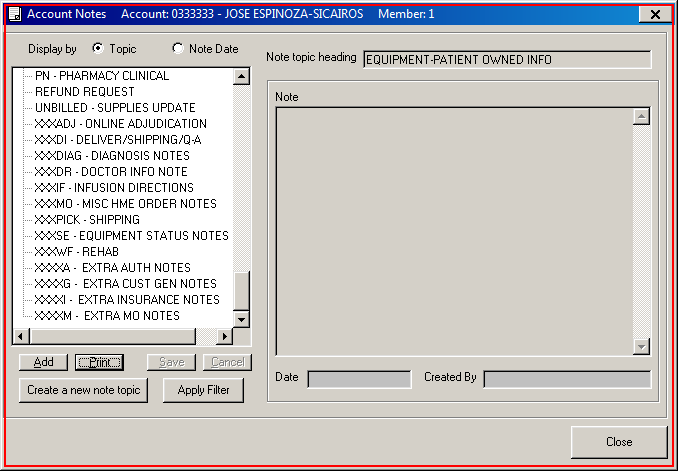 Account Notes Account: 0333333 - JOSE ESPINOZA-SICAIROS Member: 1
Display by Topic Note Date
Note topic heading EQUIPMENT-PATIENT OWNED INFO
PN - PHARMACY CLINICAL
REFUND REQUEST
UNBILLED - SUPPLIES UPDATE
XXXADJ - ONLINE ADJUDICATION
XXXDI - DELIVER/SHIPPING/Q-A
XXXDIAG - DIAGNOSIS NOTES
XXXDR - DOCTOR INFO NOTE
XXXIF - INFUSION DIRECTIONS
XXXMO - MISC HME ORDER NOTES
XXXPICK - SHIPPING
XXXSE - EQUIPMENT STATUS NOTES
XXXWF - REHAB
XXXXA - EXTRA AUTH NOTES
XXXXG - EXTRA CUST GEN NOTES
XXXXI - EXTRA INSURANCE NOTES
XXXXM - EXTRA MO NOTES
Add Print Save Cancel
Create a new note topic Apply Filter
Note
Date Created By
Close